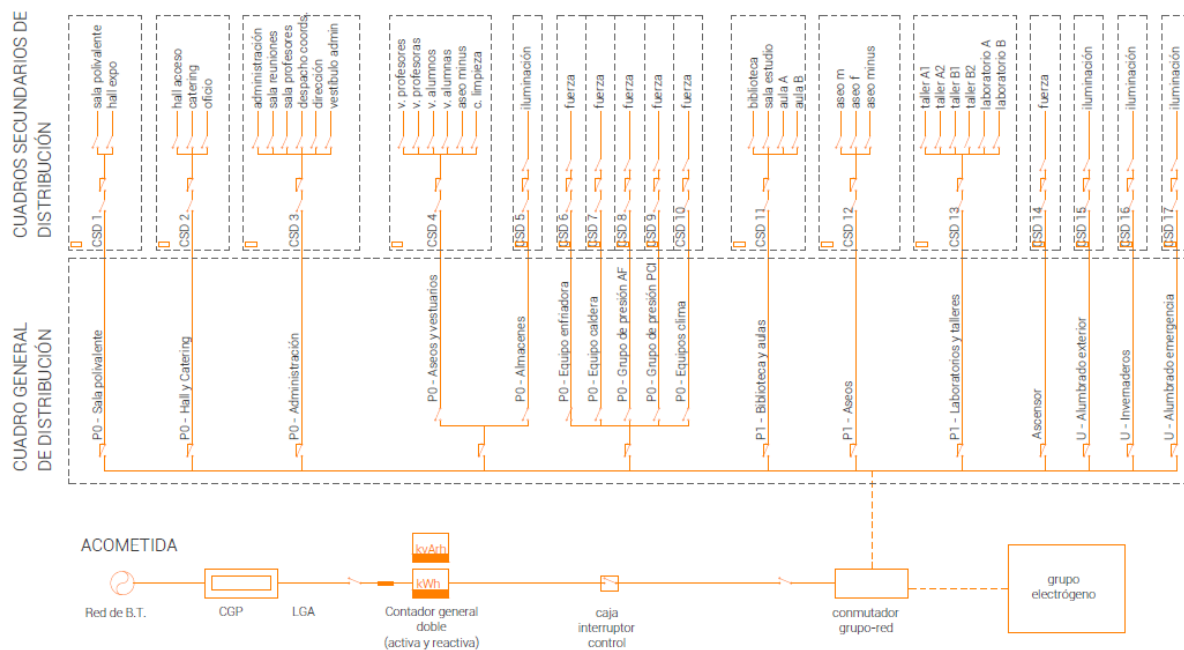 CUADROS SECUNDARIOS DE
DISTRIBUCIÓN
sala polivalente
hall expo
CSD 1
hall acceso
catering
oficio
CSD 2
administración
sala reuniones
sala profesores
despacho coords.
dirección
vestíbulo admin
CSD 3
v. profesores
v. profesoras
v. alumnos
v. alumnas
aseo minus
c. limpieza
CSD 4
iluminación
CSD 5
fuerza
CSD 6
fuerza
CSD 7
fuerza
CSD 8
fuerza
CSD 9
fuerza
CSD 10
biblioteca
sala estudio
aula A
aula B
CSD 11
aseo m
aseo f
aseo minus
CSD 12
taller A1
taller A2
taller B1
taller B2
laboratorio A
laboratorio B
CSD 13
fuerza
CSD 14
iluminación
CSD 15
iluminación
CSD 16
iluminación
CSD 17
CUADRO GENERAL
DE DISTRIBUCIÓN
P0 - Sala polivalente
P0 - Hall y Catering
P0 - Administración
P0 - Aseos y vestuarios
P0 - Almacenes
P0 - Equipo enfriadora
P0 - Equipo caldera
P0 - Grupo de presión AF
P0 - Grupo de presión PCI
P0 - Equipos clima
P1 - Biblioteca y aulas
P1 - Aseos
P1 - Laboratorios y talleres
Ascensor
U - Alumbrado exterior
U - Invernaderos
U - Alumbrado emergencia
ACOMETIDA
kvArh
kWh
Red de B.T.
CGP
LGA
Contador general
doble
(activa y reactiva)
caja
interruptor
control
conmutador
grupo-red
grupo
electrógeno